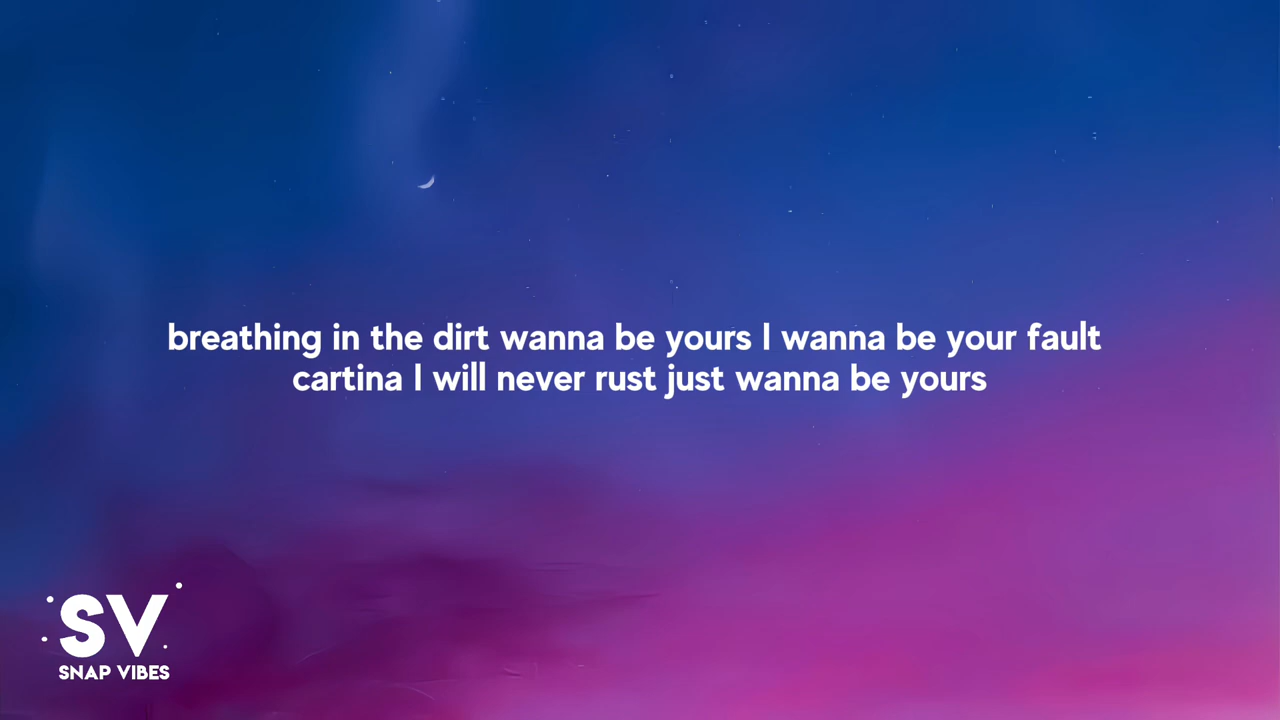 breathing in the dirt wanna be yours I wanna be your fault
cartina I will never rust just wanna be yours
SV
SNAP VIBES